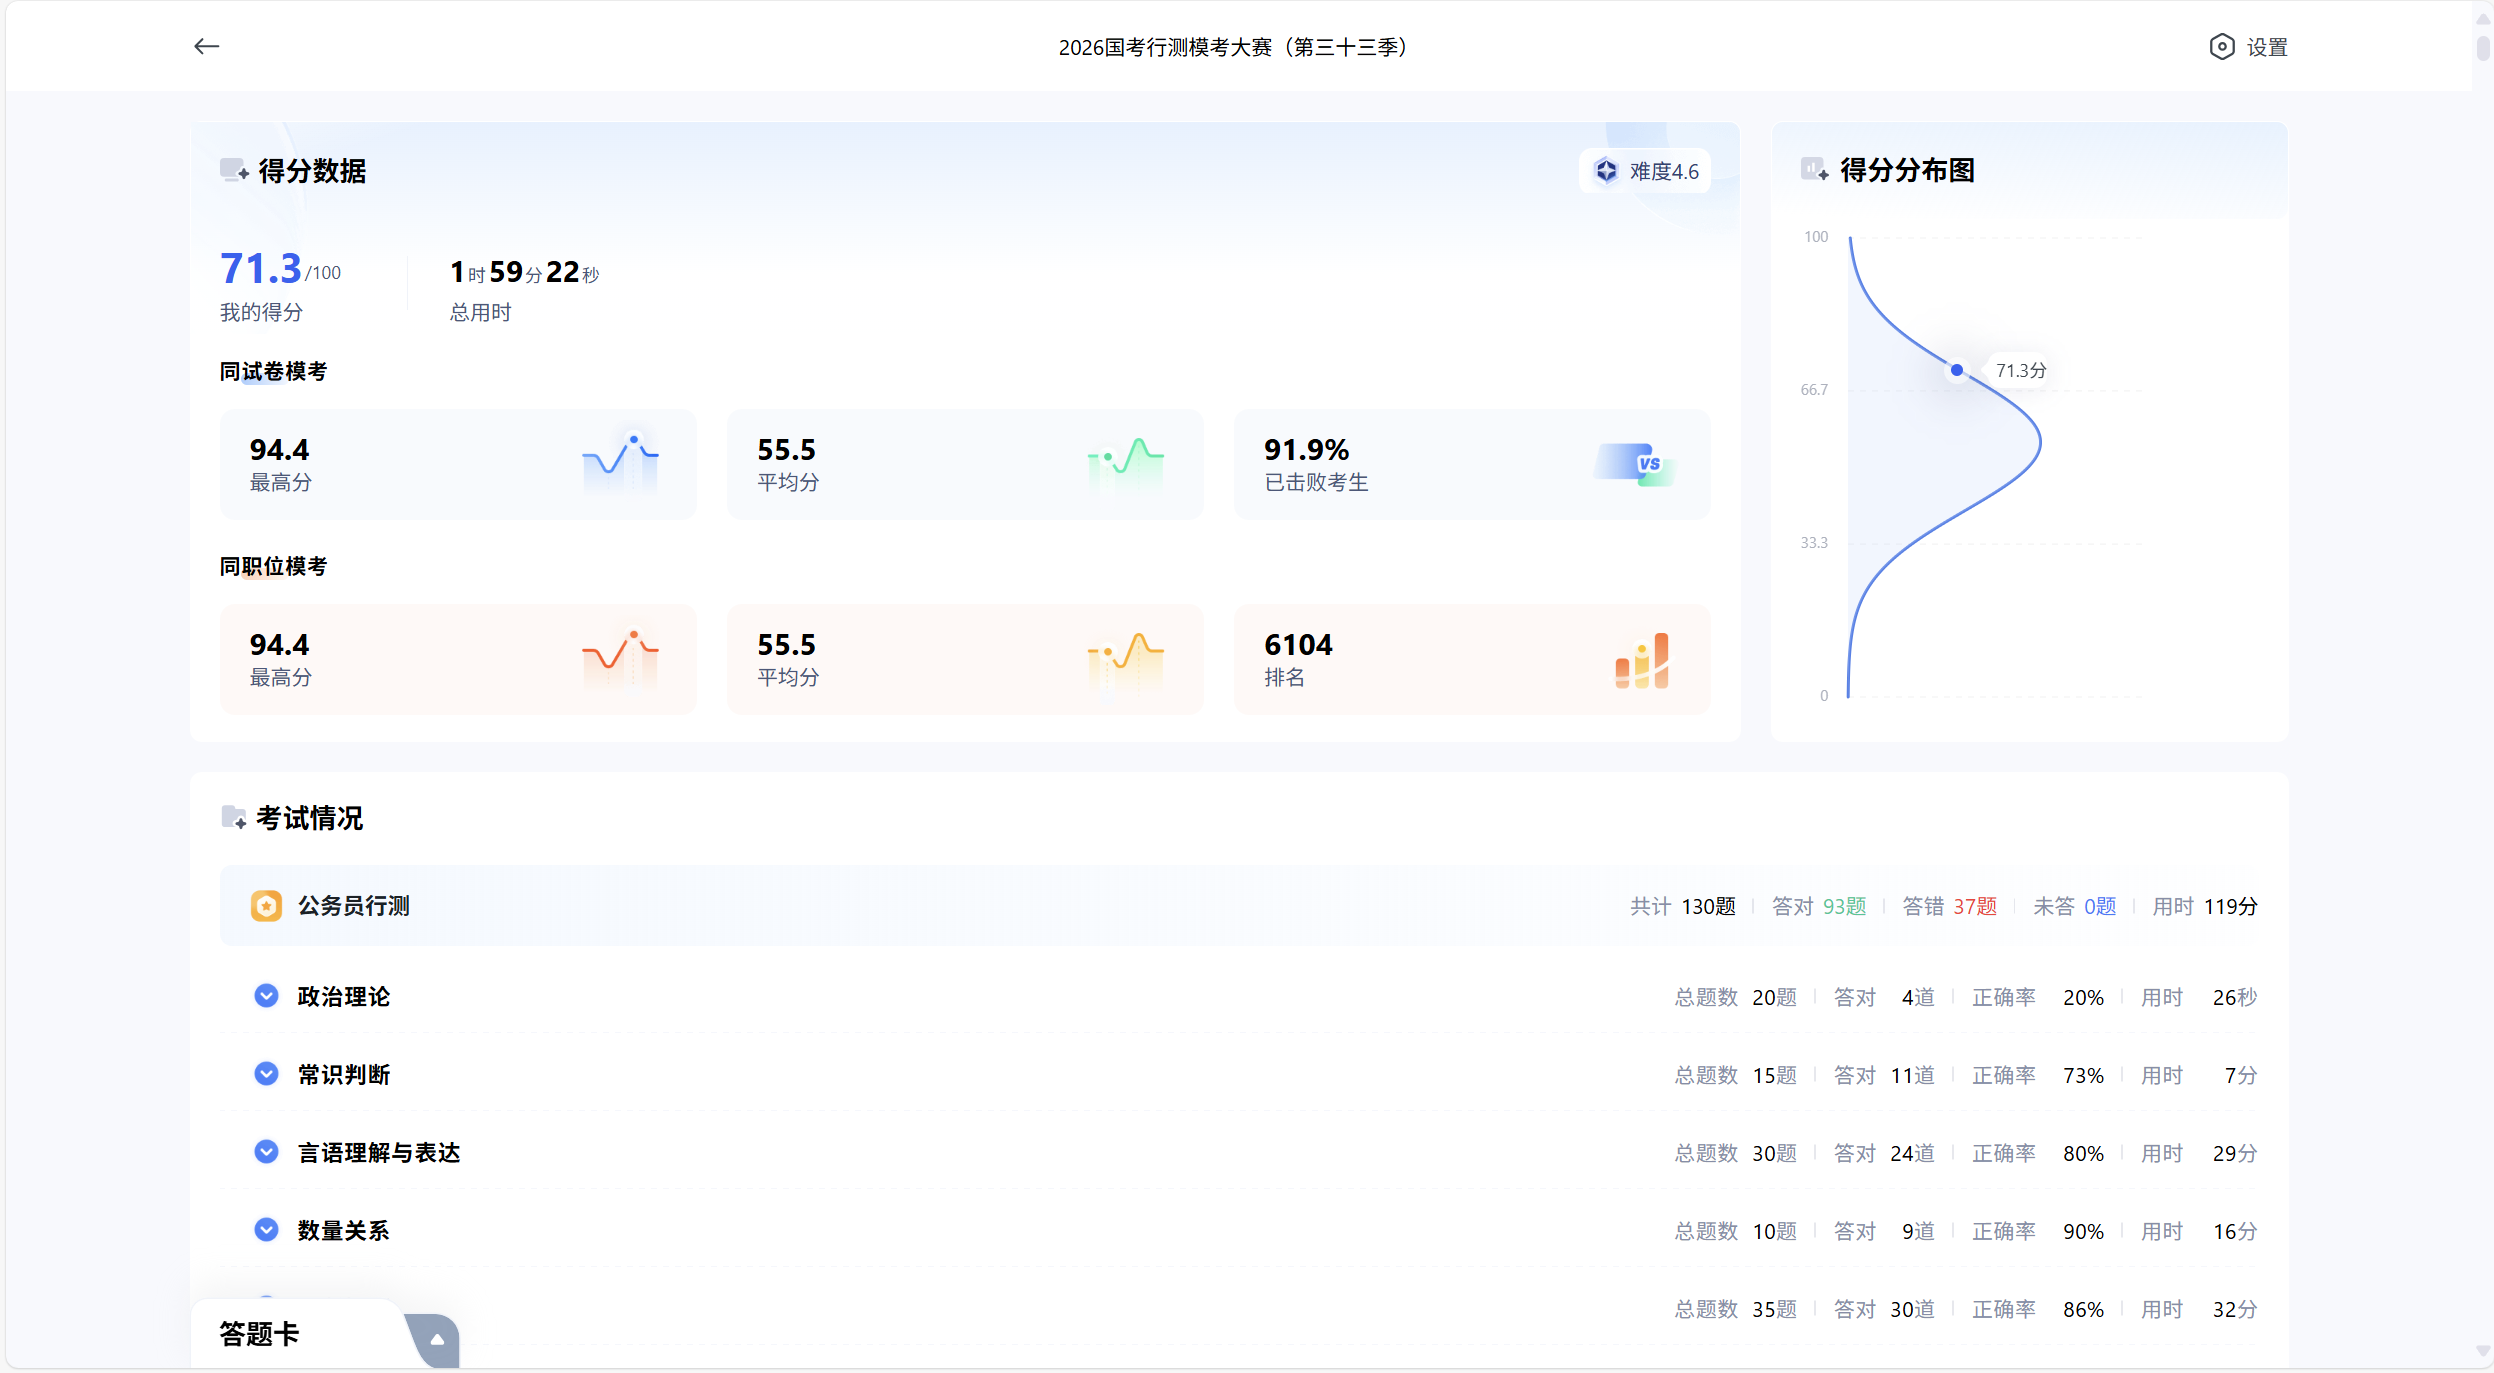 2026国考行测模考大赛（第三十三季）
设置
得分数据
难度4.6
71.3/100
我的得分
1时59分22秒
总用时
同试卷模考
94.4
最高分
55.5
平均分
91.9%
已击败考生
VS
同职位模考
94.4
最高分
55.5
平均分
6104
排名
得分分布图
100
66.7
33.3
0
71.3分
考试情况
公务员行测
共计 130题 答对 93题 答错 37题 未答 0题 用时 119分
政治理论 总题数 20题 答对 4道 正确率 20% 用时 26秒
常识判断 总题数 15题 答对 11道 正确率 73% 用时 7分
言语理解与表达 总题数 30题 答对 24道 正确率 80% 用时 29分
数量关系 总题数 10题 答对 9道 正确率 90% 用时 16分
总题数 35题 答对 30道 正确率 86% 用时 32分
答题卡